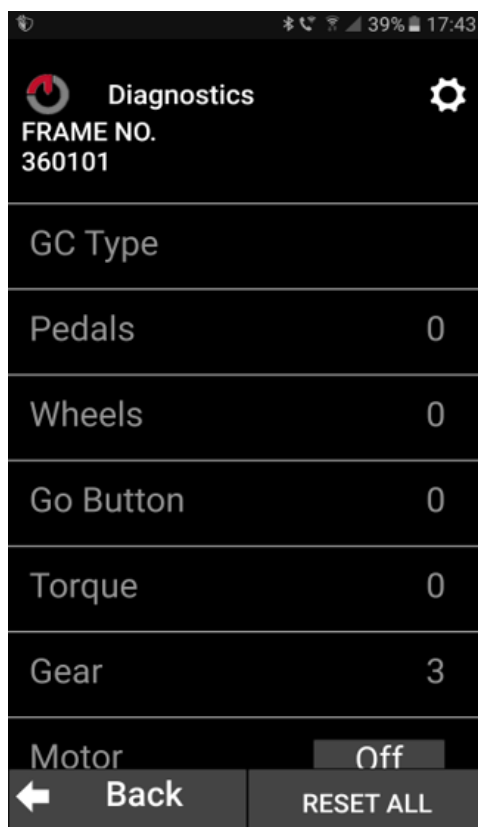 39% 17:43
Diagnostics
FRAME NO.
360101
GC Type
Pedals 0
Wheels 0
Go Button 0
Torque 0
Gear 3
Motor Off
Back RESET ALL